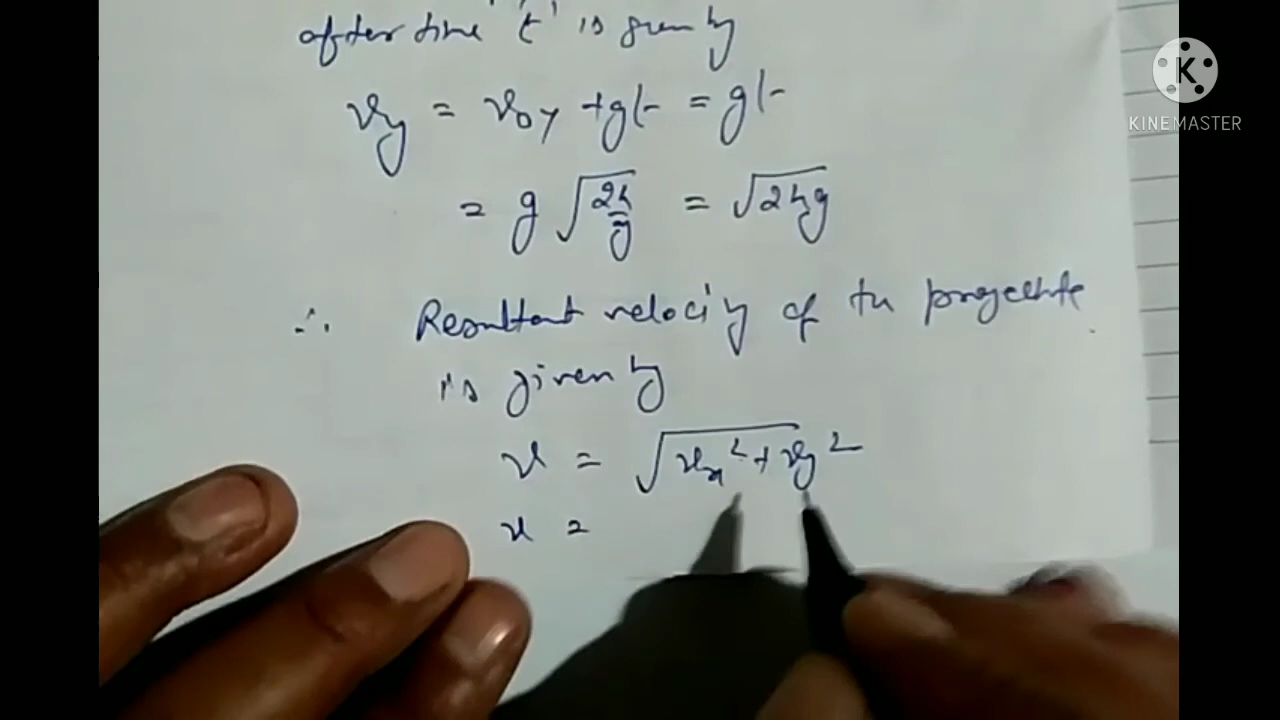 after time 't' is given by
K
KINEMASTER
vy = v0y + gt = gt
= g √(2h/g) = √2hg
∴ Resultant velociy of the projectile
is given by
v = √vx² + vy²
v =